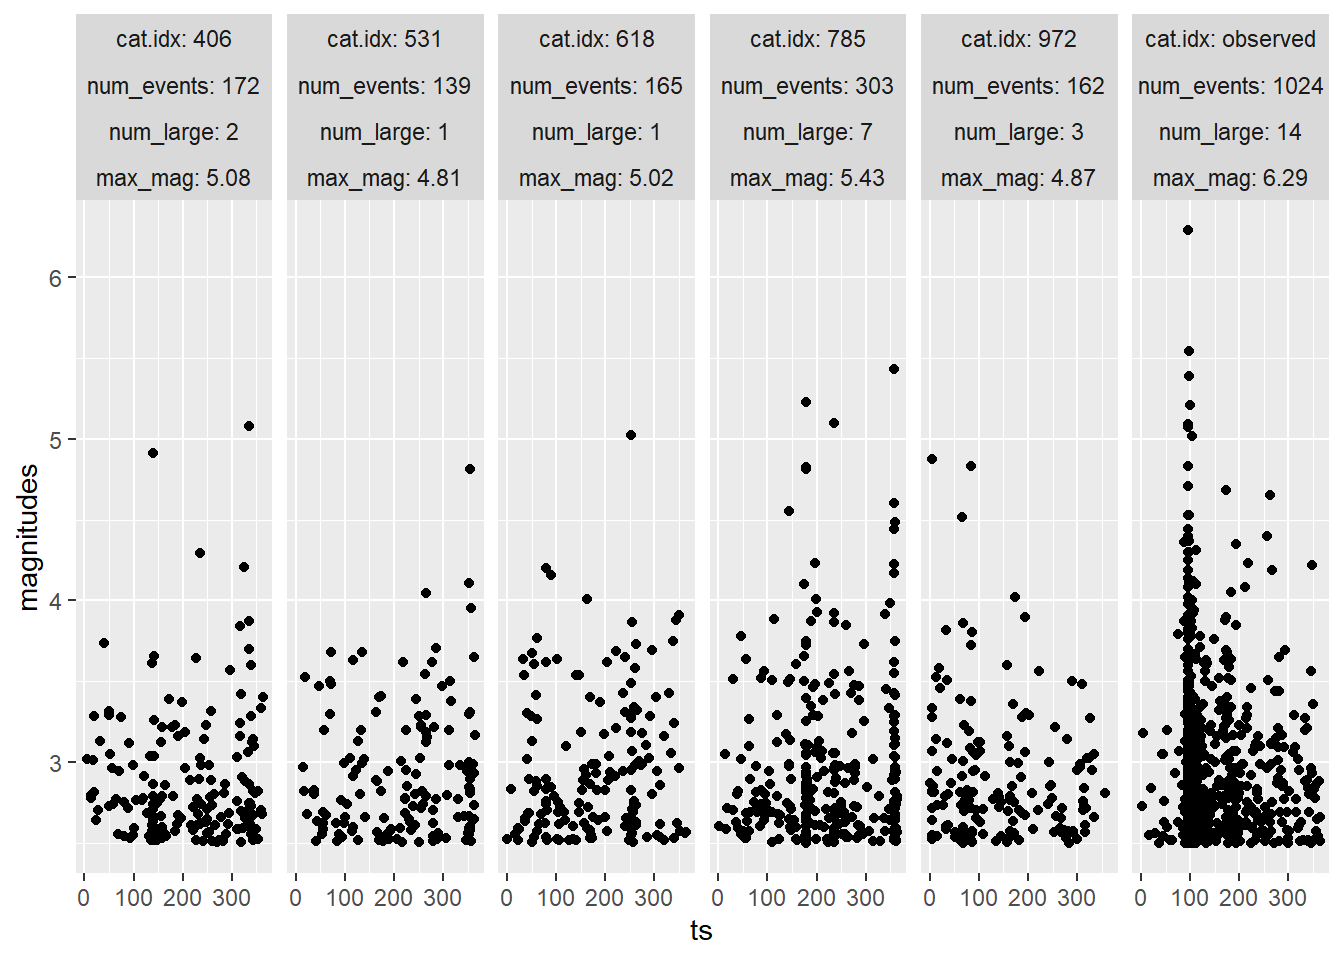 cat.idx: 406
num_events: 172
num_large: 2
max_mag: 5.08
cat.idx: 531
num_events: 139
num_large: 1
max_mag: 4.81
cat.idx: 618
num_events: 165
num_large: 1
max_mag: 5.02
cat.idx: 785
num_events: 303
num_large: 7
max_mag: 5.43
cat.idx: 972
num_events: 162
num_large: 3
max_mag: 4.87
cat.idx: observed
num_events: 1024
num_large: 14
max_mag: 6.29
magnitudes
6
5
4
3
0 100 200 300
0 100 200 300
0 100 200 300
0 100 200 300
0 100 200 300
0 100 200 300
ts